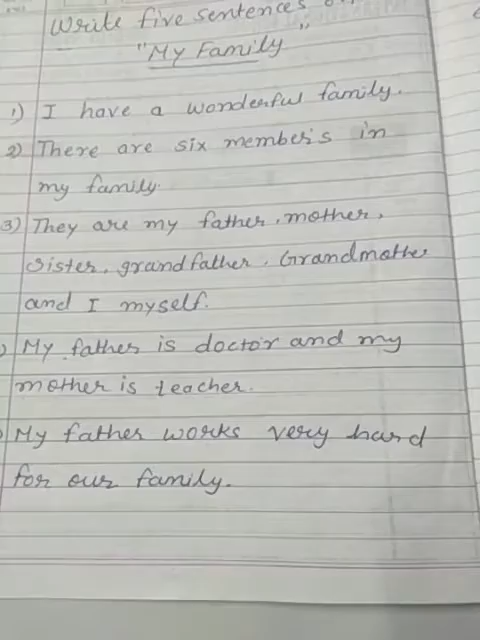 Write five sentences on
"My Family"
1) I have a wonderful family.
2) There are six member's in
my family.
3) They are my father, mother,
Sister, grandfather, Grandmother
and I myself.
) My father is doctor and my
mother is teacher.
) My father works very hard
for our family.